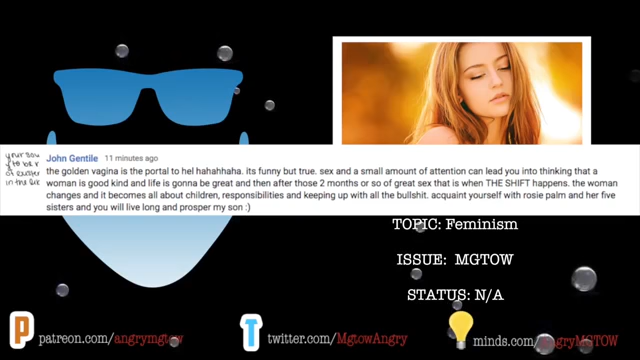 your sou
John Gentile 11 minutes ago
the golden vagina is the portal to hel hahahhaha. its funny but true. sex and a small amount of attention can lead you into thinking that a
woman is good kind and life is gonna be great and then after those 2 months or so of great sex that is when THE SHIFT happens. the woman
changes and it becomes all about children, responsibilities and keeping up with all the bullshit. acquaint yourself with rosie palm and her five
sisters and you will live long and prosper my son :)
TOPIC: Feminism
ISSUE: MGTOW
STATUS: N/A
P patreon.com/angrymgtow
T twitter.com/MgtowAngry
minds.com/AngryMGTOW